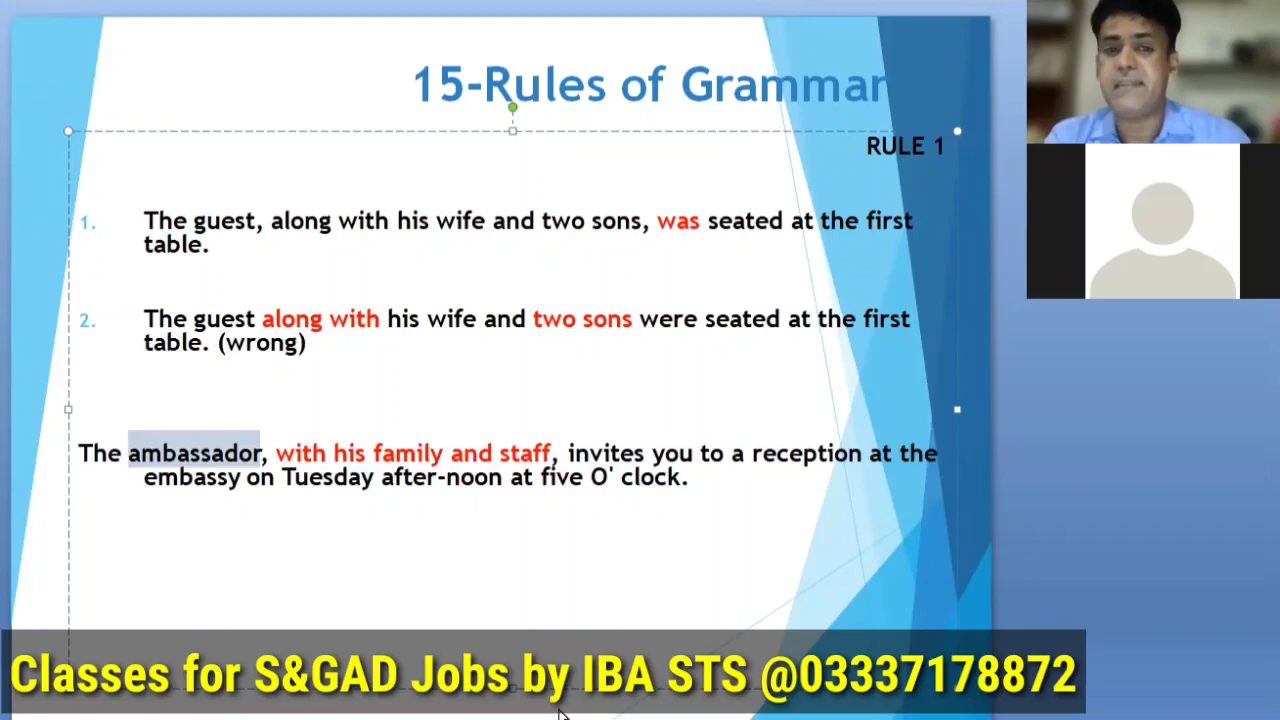 15-Rules of Grammar
RULE 1
1. The guest, along with his wife and two sons, was seated at the first
table.
2. The guest along with his wife and two sons were seated at the first
table. (wrong)
The ambassador, with his family and staff, invites you to a reception at the
embassy on Tuesday after-noon at five O' clock.
Classes for S&GAD Jobs by IBA STS @03337178872